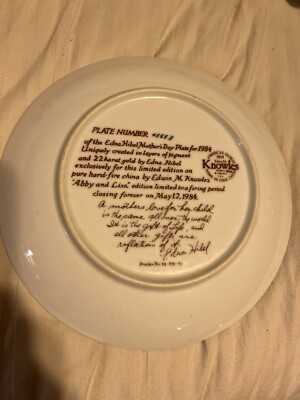 PLATE NUMBER
of the Edna Hibel Mother's Day Plate for 1984
Uniquely created in layers of pigment
and 22 karat gold by Edna Hibel
exclusively for this limited edition on
pure hard-fire china by Edwin M. Knowles.
"Abby and Lisa," edition limited to a firing period
closing forever on May 12, 1984.
Knowles
A mother's love for her child
is the same all over the world
It is the gift of life, and
all other gifts are
reflections of it.
Edna Hibel